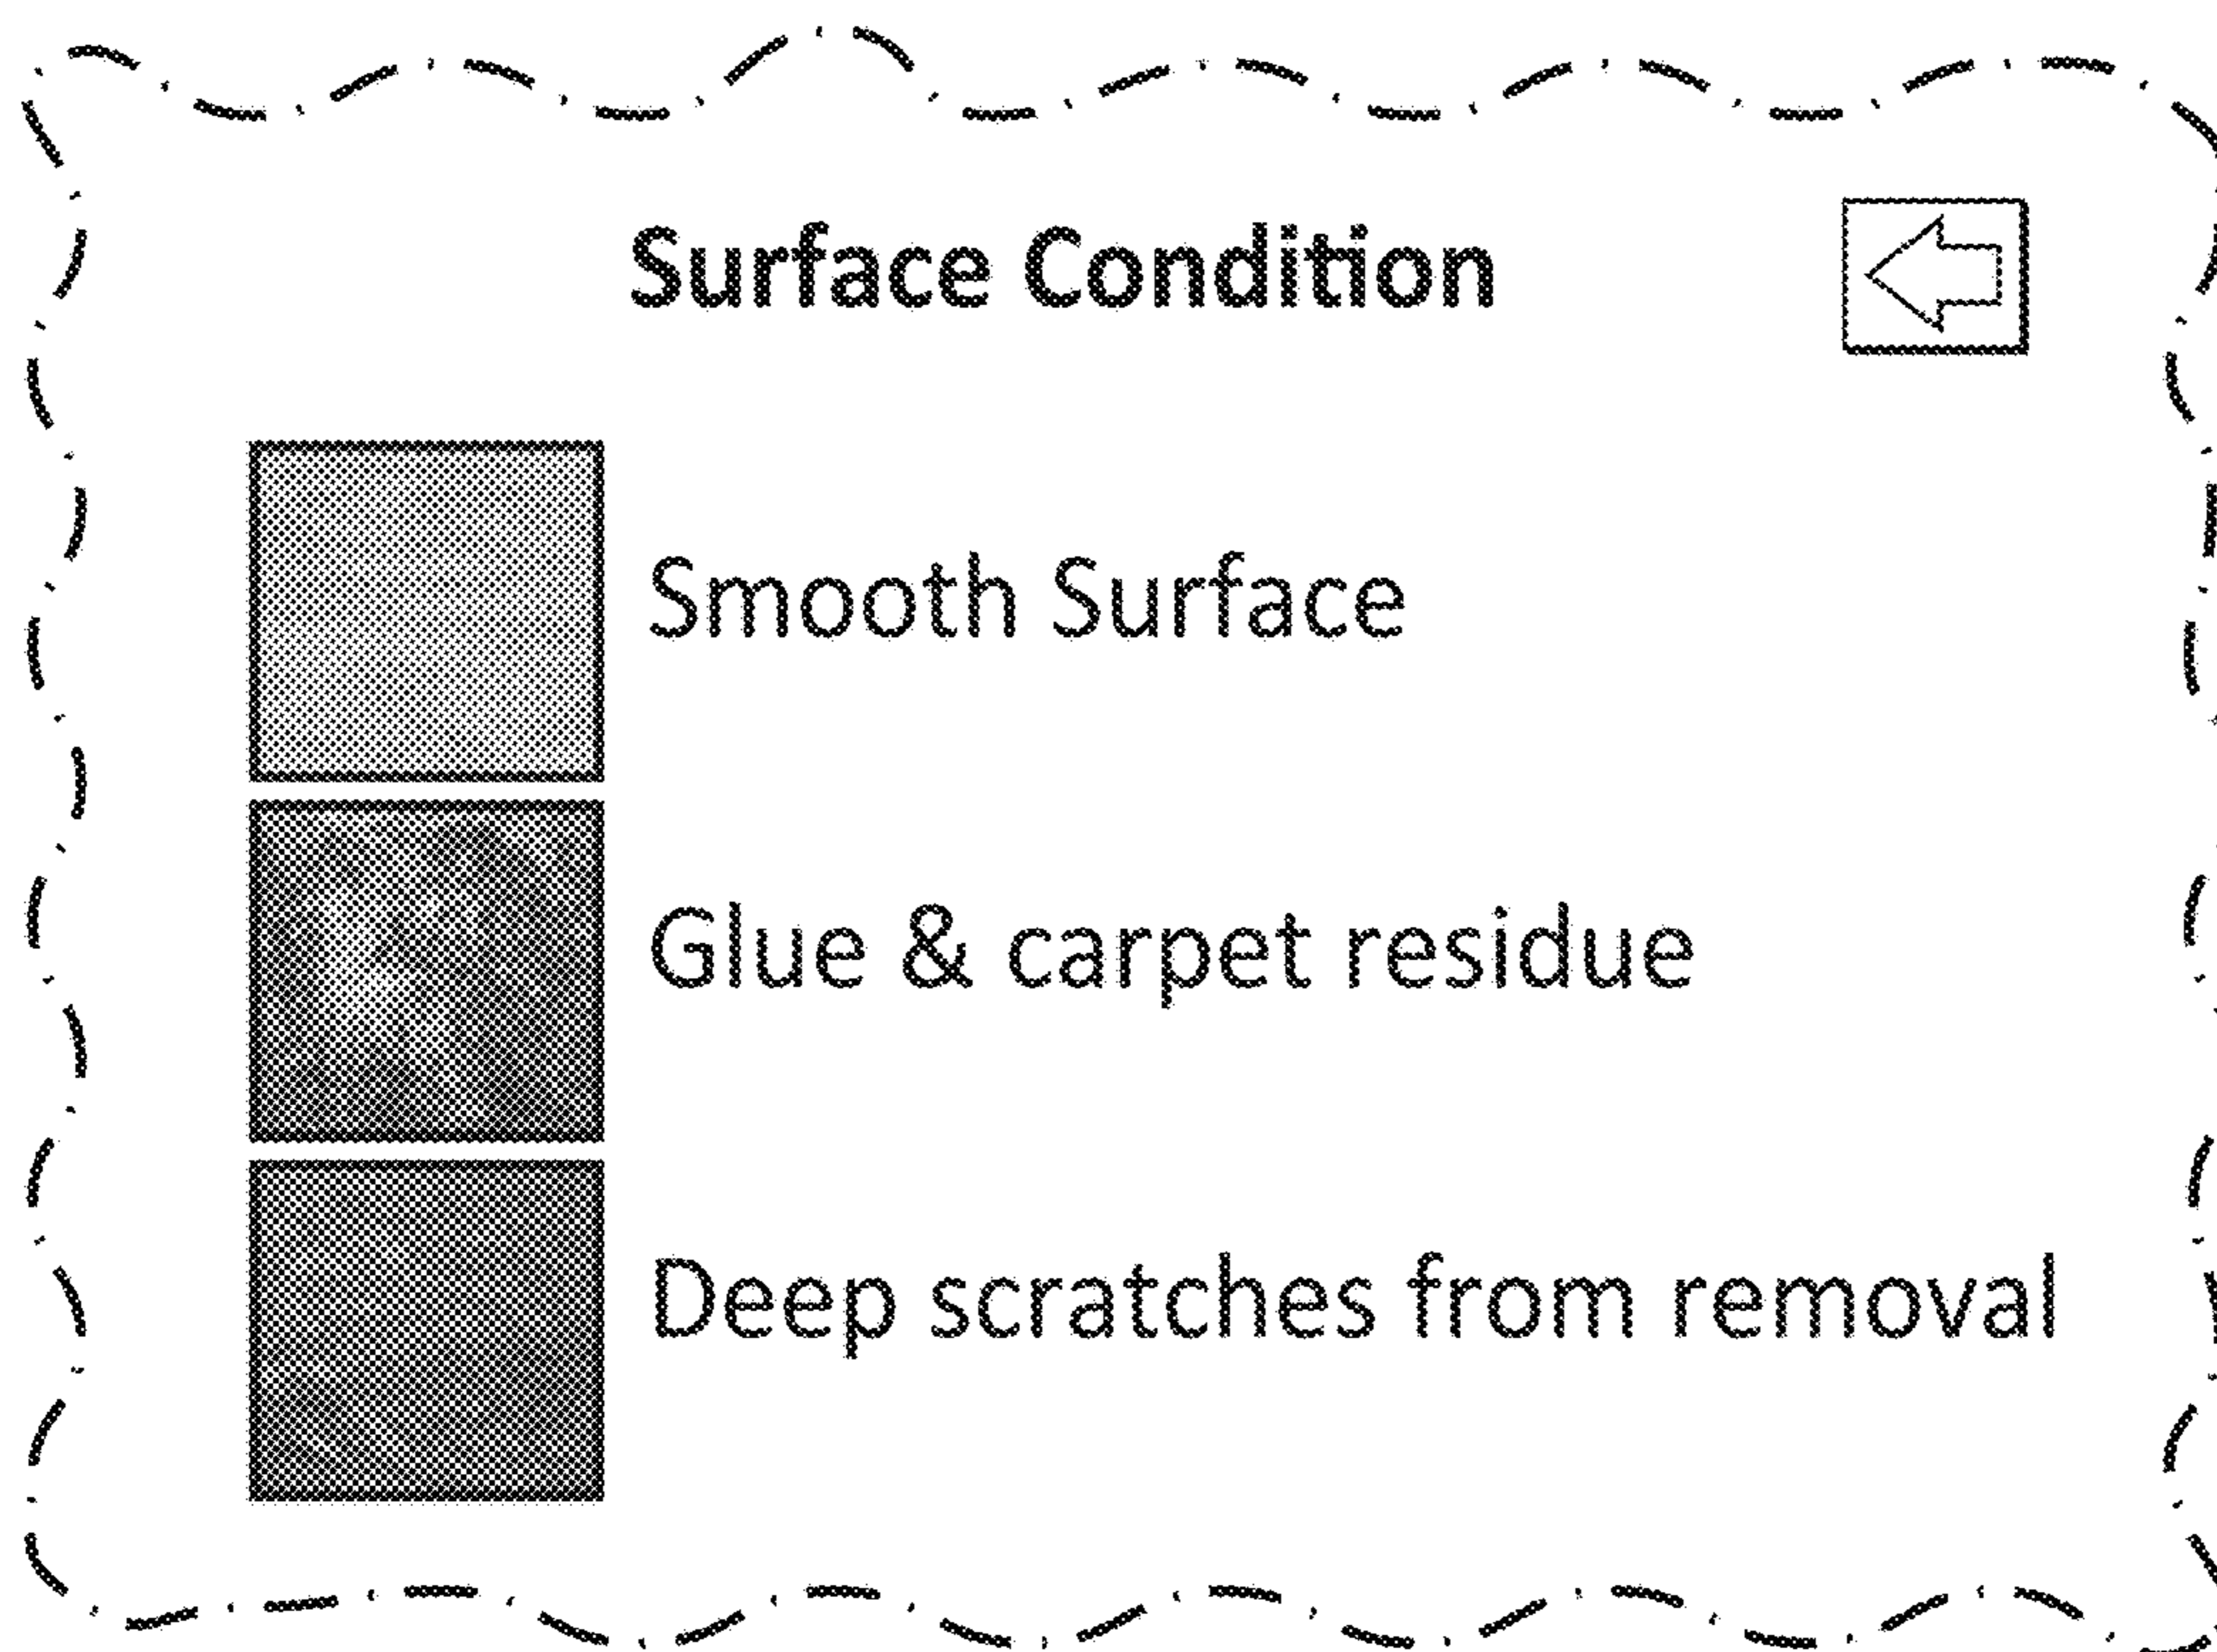 Surface Condition
Smooth Surface
Glue & carpet residue
Deep scratches from removal